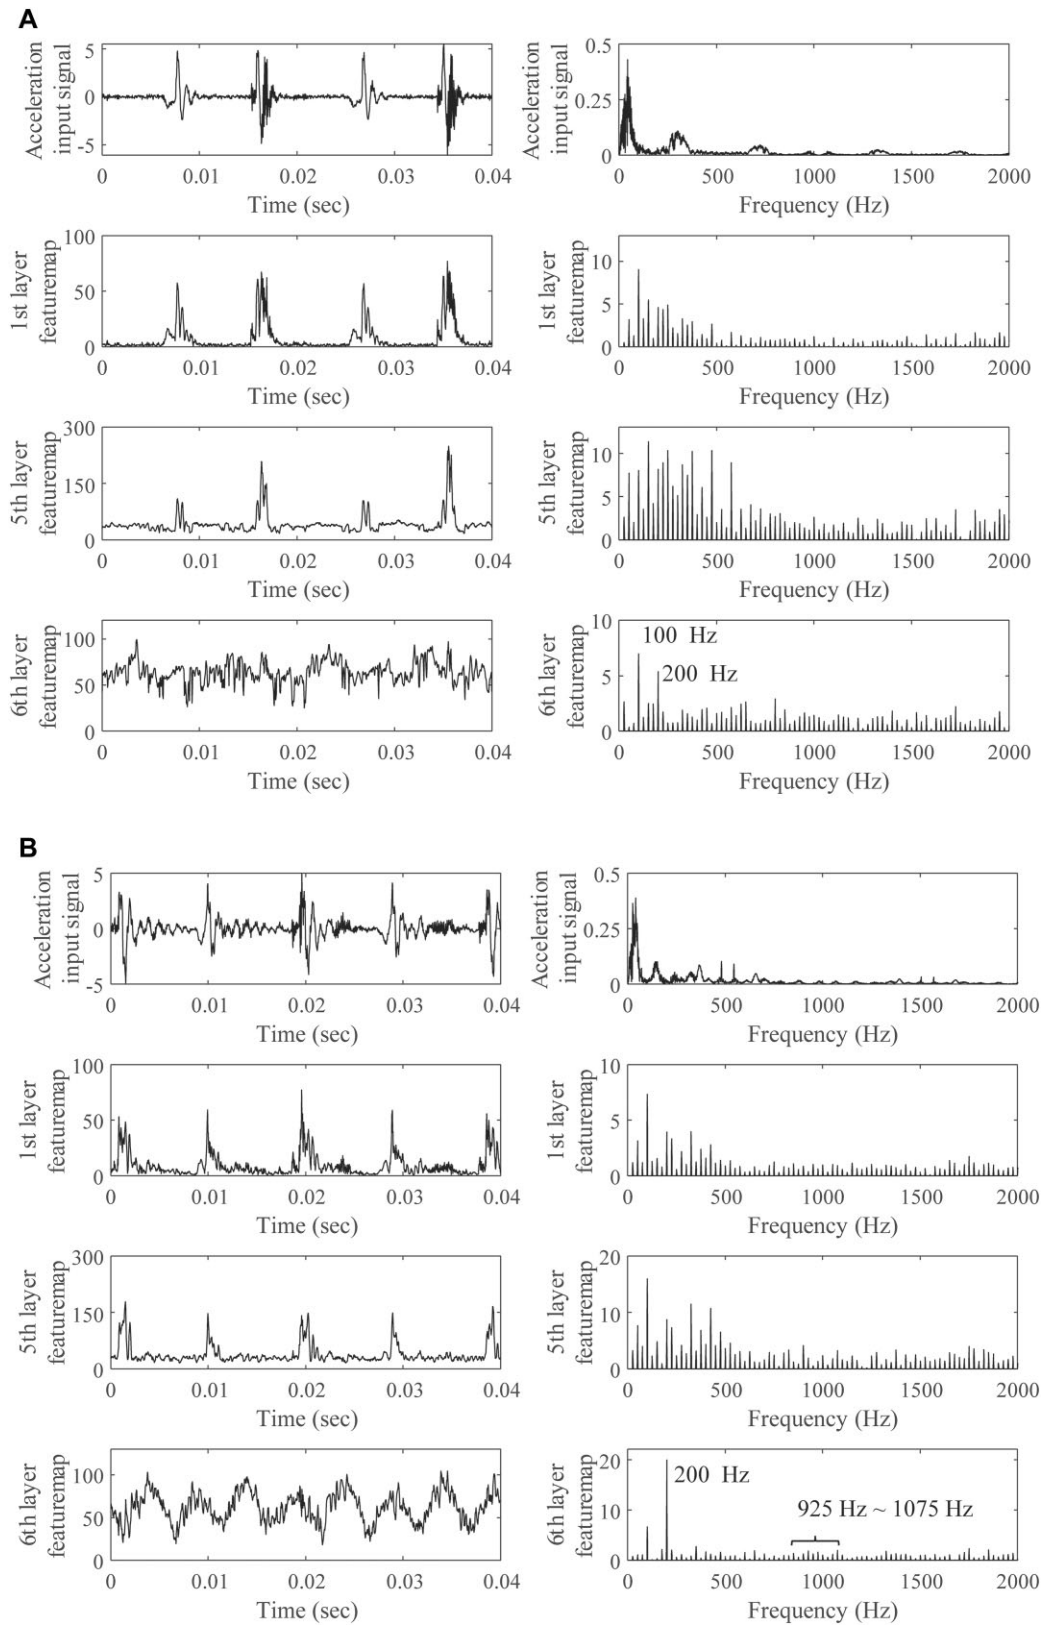 A
Acceleration
input signal
5
0
-5
0 0.01 0.02 0.03 0.04
Time (sec)
Acceleration
input signal
0.5
0.25
0
0 500 1000 1500 2000
Frequency (Hz)
1st layer
featuremap
100
50
0
0 0.01 0.02 0.03 0.04
Time (sec)
1st layer
featuremap
10
5
0
0 500 1000 1500 2000
Frequency (Hz)
5th layer
featuremap
300
150
0
0 0.01 0.02 0.03 0.04
Time (sec)
5th layer
featuremap
10
5
0
0 500 1000 1500 2000
Frequency (Hz)
6th layer
featuremap
100
50
0
0 0.01 0.02 0.03 0.04
Time (sec)
6th layer
featuremap
10
5
0
100 Hz
200 Hz
0 500 1000 1500 2000
Frequency (Hz)
B
Acceleration
input signal
5
0
-5
0 0.01 0.02 0.03 0.04
Time (sec)
Acceleration
input signal
0.5
0.25
0
0 500 1000 1500 2000
Frequency (Hz)
1st layer
featuremap
100
50
0
0 0.01 0.02 0.03 0.04
Time (sec)
1st layer
featuremap
10
5
0
0 500 1000 1500 2000
Frequency (Hz)
5th layer
featuremap
300
150
0
0 0.01 0.02 0.03 0.04
Time (sec)
5th layer
featuremap
20
10
0
0 500 1000 1500 2000
Frequency (Hz)
6th layer
featuremap
100
50
0
0 0.01 0.02 0.03 0.04
Time (sec)
6th layer
featuremap
20
10
0
200 Hz
925 Hz ~ 1075 Hz
0 500 1000 1500 2000
Frequency (Hz)